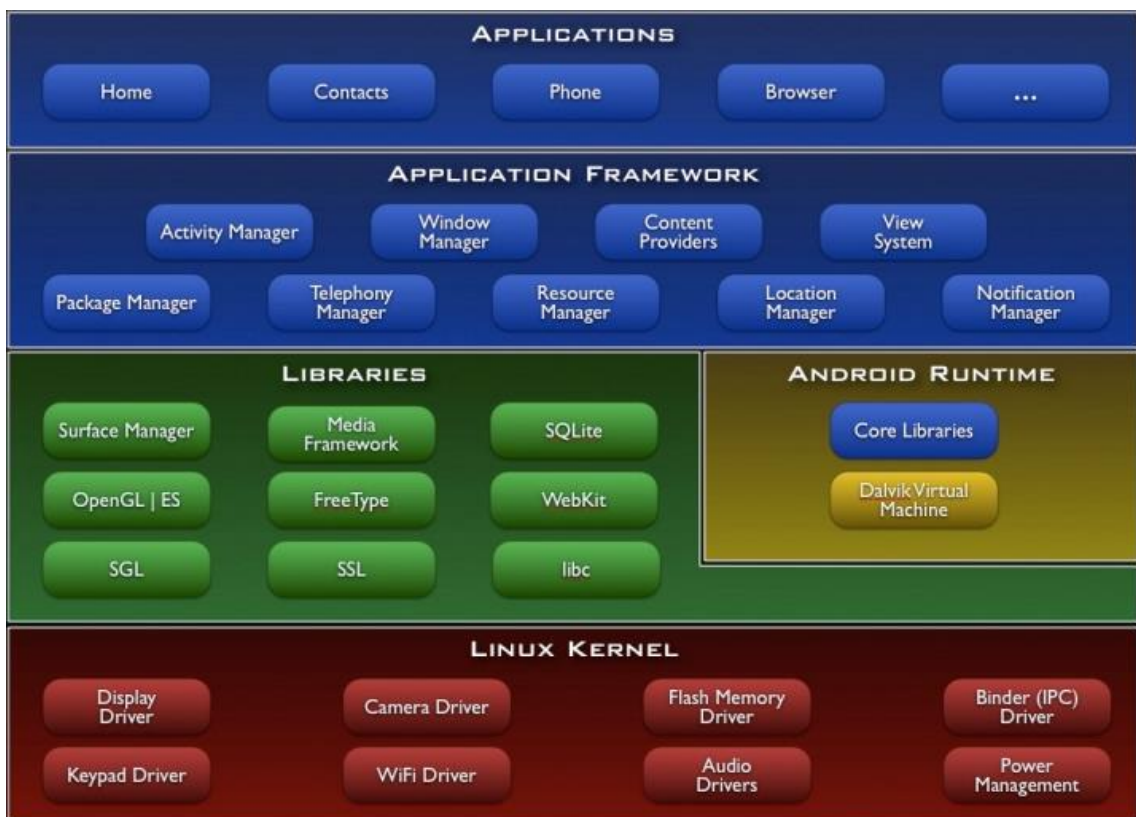 APPLICATIONS
Home
Contacts
Phone
Browser
...
APPLICATION FRAMEWORK
Activity Manager
Window
Manager
Content
Providers
View
System
Package Manager
Telephony
Manager
Resource
Manager
Location
Manager
Notification
Manager
LIBRARIES
Surface Manager
Media
Framework
SQLite
OpenGL | ES
FreeType
WebKit
SGL
SSL
libc
ANDROID RUNTIME
Core Libraries
Dalvik Virtual
Machine
LINUX KERNEL
Display
Driver
Camera Driver
Flash Memory
Driver
Binder (IPC)
Driver
Keypad Driver
WiFi Driver
Audio
Drivers
Power
Management